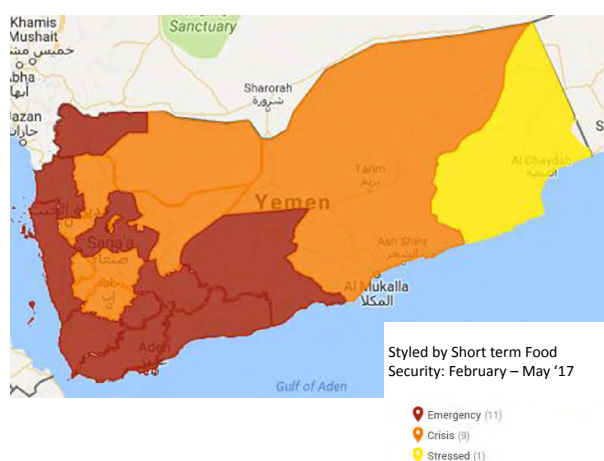 Khamis
Mushait
خميس مشيط
Sanctuary
Abha
أبها
Sharorah
شرورة
Jazan
جازان
Al Ghaydah
Tarim
تريم
Yemen
Sana'a
صنعاء
Ash Shihr
الشحر
Ibb
إب
Al Mukalla
المكلا
Aden
Gulf of Aden
Styled by Short term Food
Security: February – May ‘17
Emergency (11)
Crisis (9)
Stressed (1)